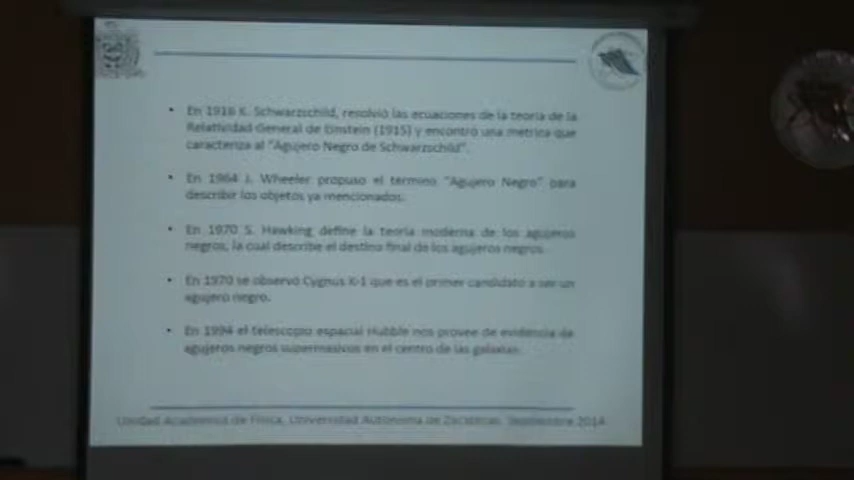 • En 1916 K. Schwarzschild, resolvió las ecuaciones de la teoría de la
Relatividad General de Einstein (1915) y encontró una métrica que
caracteriza al "Agujero Negro de Schwarzschild".
• En 1964 J. Wheeler propuso el termino "Agujero Negro" para
describir los objetos ya mencionados.
• En 1970 S. Hawking define la teoría moderna de los agujeros
negros, la cual describe el destino final de los agujeros negros.
• En 1970 se observó Cygnus X-1 que es el primer candidato a ser un
agujero negro.
• En 1994 el telescopio espacial Hubble nos provee de evidencia de
agujeros negros supermasivos en el centro de las galaxias.
Unidad Académica de Física, Universidad Autónoma de Zacatecas. Septiembre 2014